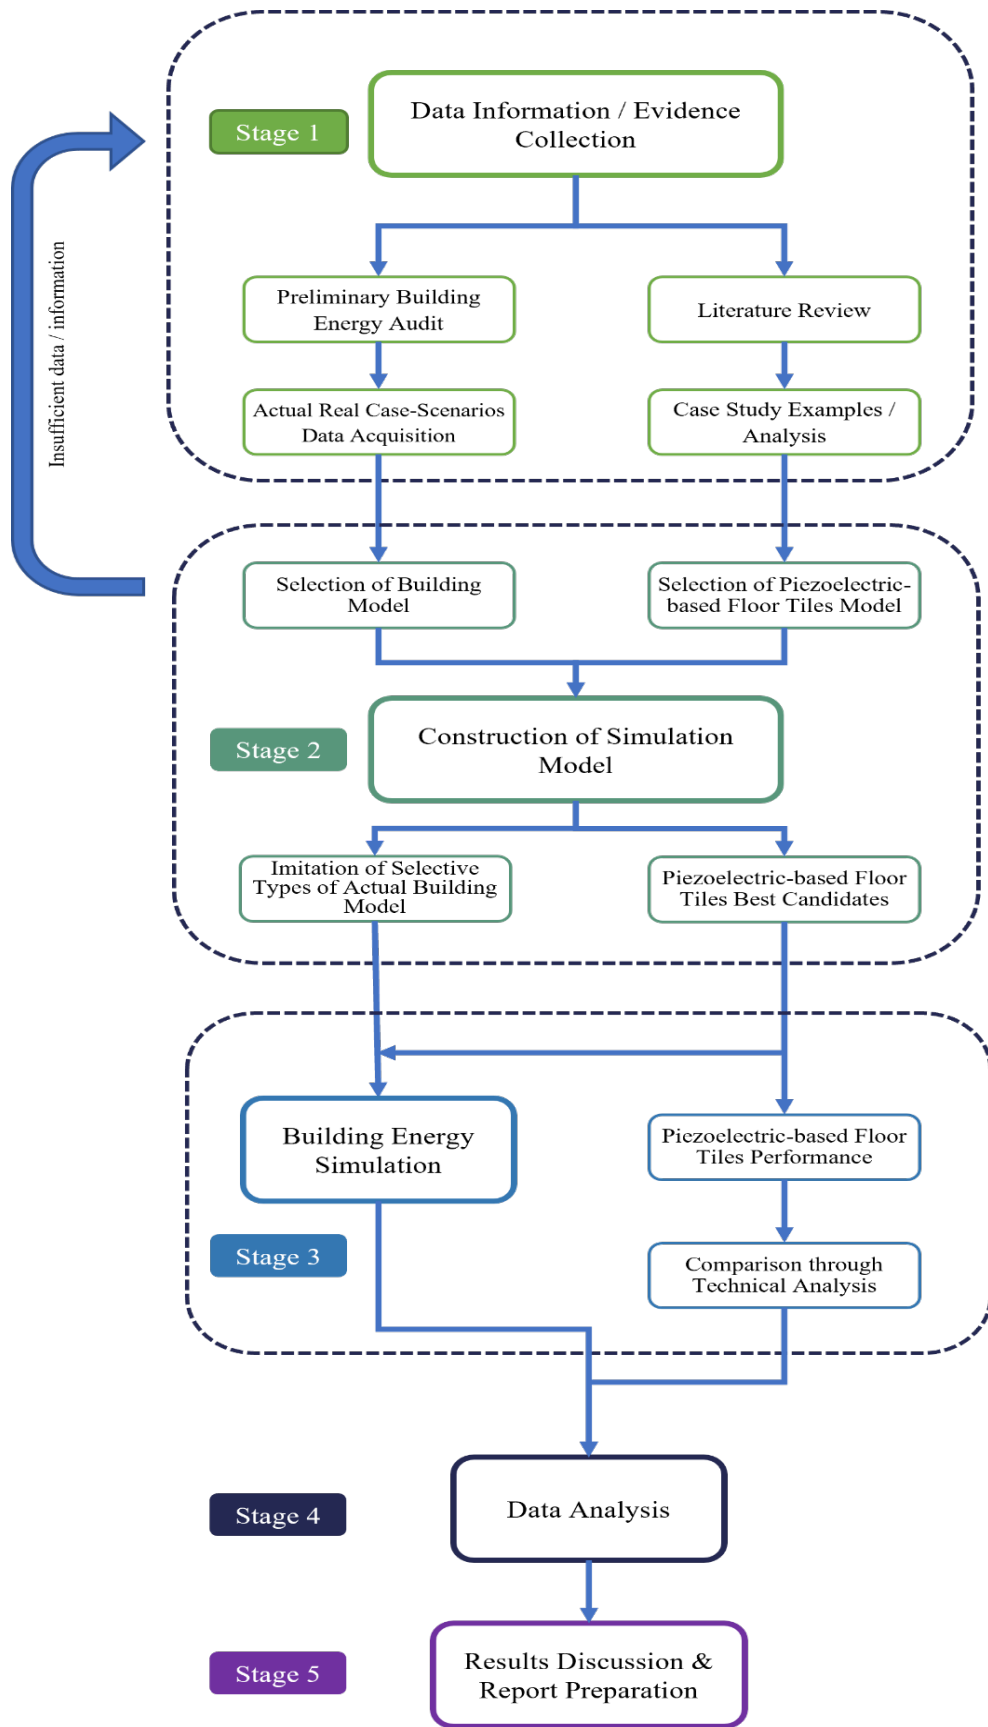 Stage 1
Data Information / Evidence
Collection
Insufficient data / information
Preliminary Building
Energy Audit
Literature Review
Actual Real Case-Scenarios
Data Acquisition
Case Study Examples /
Analysis
Selection of Building
Model
Selection of Piezoelectric-
based Floor Tiles Model
Stage 2
Construction of Simulation
Model
Imitation of Selective
Types of Actual Building
Model
Piezoelectric-based Floor
Tiles Best Candidates
Building Energy
Simulation
Piezoelectric-based Floor
Tiles Performance
Stage 3
Comparison through
Technical Analysis
Stage 4
Data Analysis
Stage 5
Results Discussion &
Report Preparation